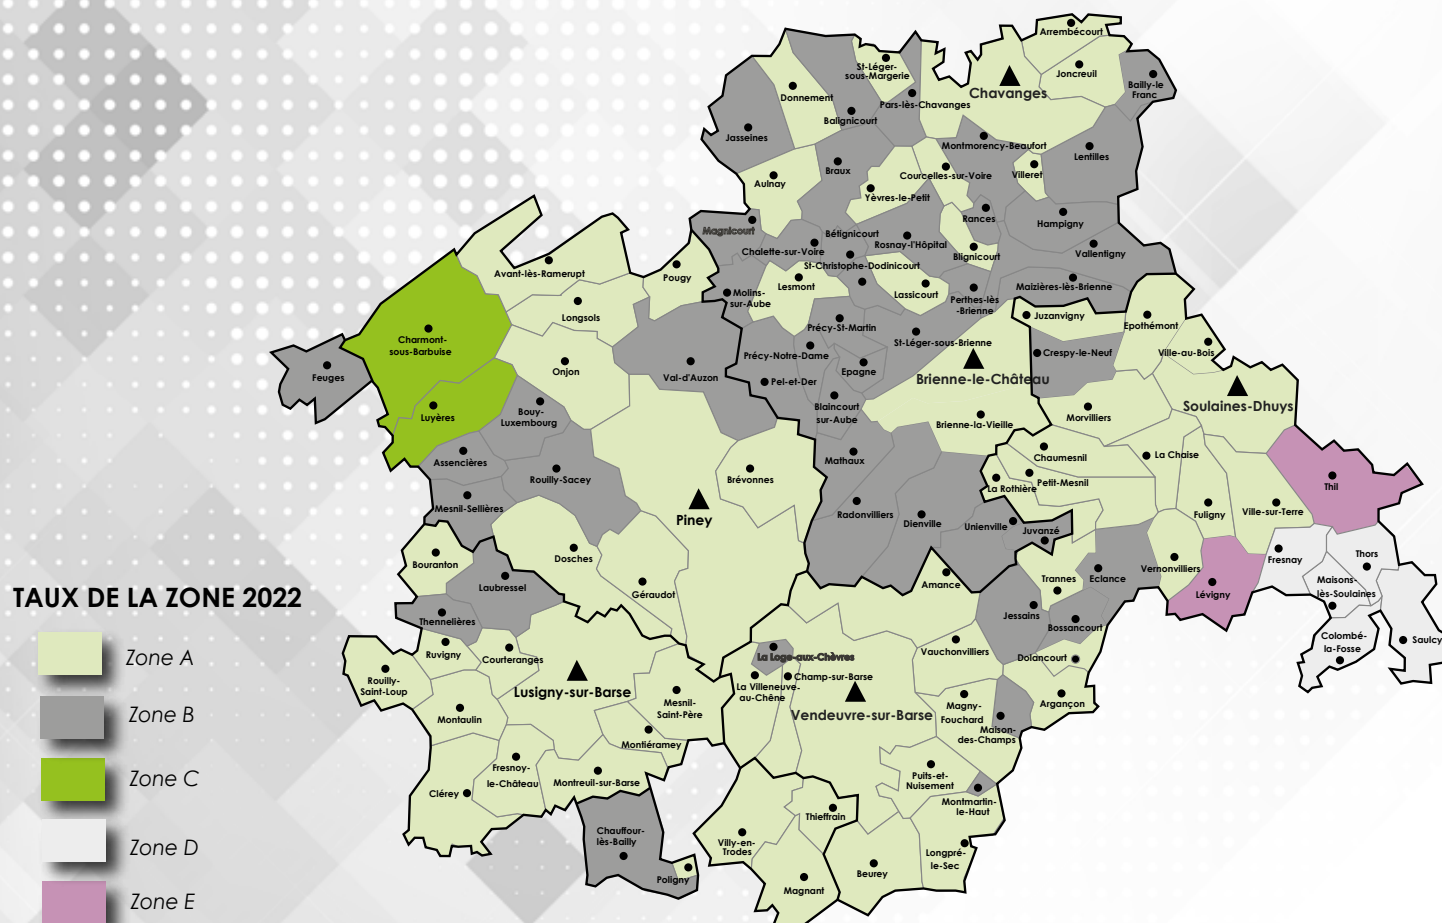 Arrembécourt
Joncreuil
Chavanges
Bailly-le
Franc
St-Léger-
sous-Margerie
Donnement
Pars-lès-Chavanges
Balignicourt
Jasseines
Montmorency-Beaufort
Lentilles
Braux
Courcelles-sur-Voire
Villeret
Aulnay
Yèvres-le-Petit
Rances
Hampigny
Magnicourt
Bétignicourt
Rosnay-l'Hôpital
Chalette-sur-Voire
Blignicourt
Vallentigny
St-Christophe-Dodinicourt
Avant-lès-Ramerupt
Pougy
Lesmont
Lassicourt
Maizières-lès-Brienne
Molins-
sur-Aube
Perthes-lès
-Brienne
Longsols
Juzanvigny
Epothémont
Précy-St-Martin
Charmont-
sous-Barbuise
St-Léger-sous-Brienne
Précy-Notre-Dame
Crespy-le-Neuf
Ville-au-Bois
Feuges
Onjon
Val-d'Auzon
Epagne
Pel-et-Der
Brienne-le-Château
Soulaines-Dhuys
Luyères
Bouy-
Luxembourg
Blaincourt
sur-Aube
Brienne-la-Vieille
Morvilliers
Assencières
Mathaux
Chaumesnil
La Chaise
Rouilly-Sacey
Brévonnes
La Rothière
Petit-Mesnil
Thil
Mesnil-Sellières
Piney
Radonvilliers
Dienville
Unienville
Juvanzé
Fuligny
Ville-sur-Terre
Bouranton
Dosches
Amance
Trannes
Eclance
Vernonvilliers
Fresnay
Thors
Laubressel
Géraudot
Lévigny
Maisons-
lès-Soulaines
TAUX DE LA ZONE 2022
Thennelières
Jessains
Bossancourt
Ruvigny
Courteranges
La Loge-aux-Chèvres
Vauchonvilliers
Dolancourt
Colombé-
la-Fosse
Saulcy
Zone A
Rouilly-
Saint-Loup
Lusigny-sur-Barse
Champ-sur-Barse
La Villeneuve-
au-Chêne
Mesnil-
Saint-Père
Vendeuvre-sur-Barse
Magny-
Fouchard
Argançon
Zone B
Montaulin
Maison-
des-Champs
Montiéramey
Fresnoy-
le-Château
Montreuil-sur-Barse
Puits-et-
Nuisement
Zone C
Clérey
Montmartin-
le-Haut
Thieffrain
Chauffour-
lès-Bailly
Villy-en-
Trodes
Zone D
Longpré-
le-Sec
Poligny
Beurey
Magnant
Zone E